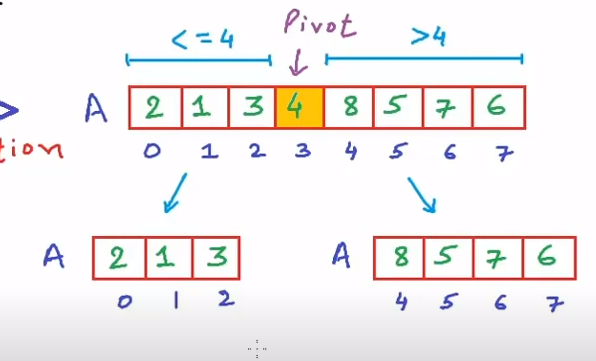 Pivot
<=4 >4
> A 2 1 3 4 8 5 7 6
tion 0 1 2 3 4 5 6 7
A 2 1 3 A 8 5 7 6
0 1 2 4 5 6 7